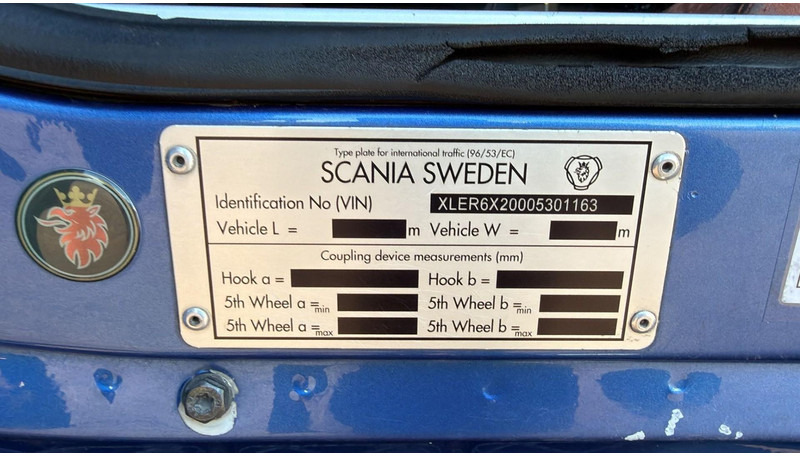 Type plate for international traffic (96/53/EC)
SCANIA SWEDEN
Identification No (VIN) XLER6X20005301163
Vehicle L = m Vehicle W = m
Coupling device measurements (mm)
Hook a = Hook b =
5th Wheel a =min 5th Wheel b =min
5th Wheel a =max 5th Wheel b =max